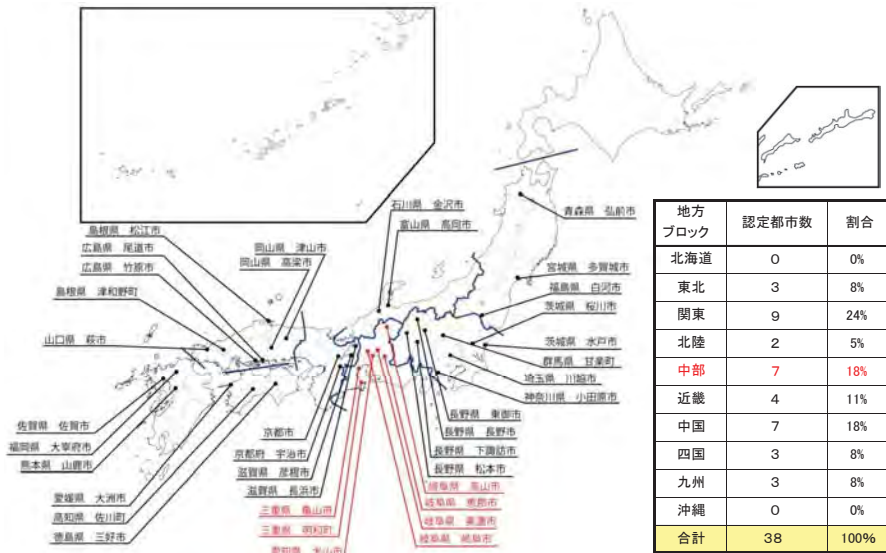 石川県 金沢市
富山県 高岡市
青森県 弘前市
島根県 松江市
広島県 尾道市
広島県 竹原市
島根県 津和野町
山口県 萩市
岡山県 津山市
岡山県 高梁市
宮城県 多賀城市
福島県 白河市
茨城県 桜川市
茨城県 水戸市
群馬県 甘楽町
埼玉県 川越市
神奈川県 小田原市
佐賀県 佐賀市
福岡県 太宰府市
熊本県 山鹿市
愛媛県 大洲市
高知県 佐川町
徳島県 三好市
京都市
京都府 宇治市
滋賀県 彦根市
滋賀県 長浜市
三重県 亀山市
三重県 明和町
愛知県 犬山市
長野県 東御市
長野県 長野市
長野県 下諏訪市
長野県 松本市
岐阜県 高山市
岐阜県 恵那市
岐阜県 美濃市
岐阜県 岐阜市
地方ブロック 認定都市数 割合
北海道 0 0%
東北 3 8%
関東 9 24%
北陸 2 5%
中部 7 18%
近畿 4 11%
中国 7 18%
四国 3 8%
九州 3 8%
沖縄 0 0%
合計 38 100%